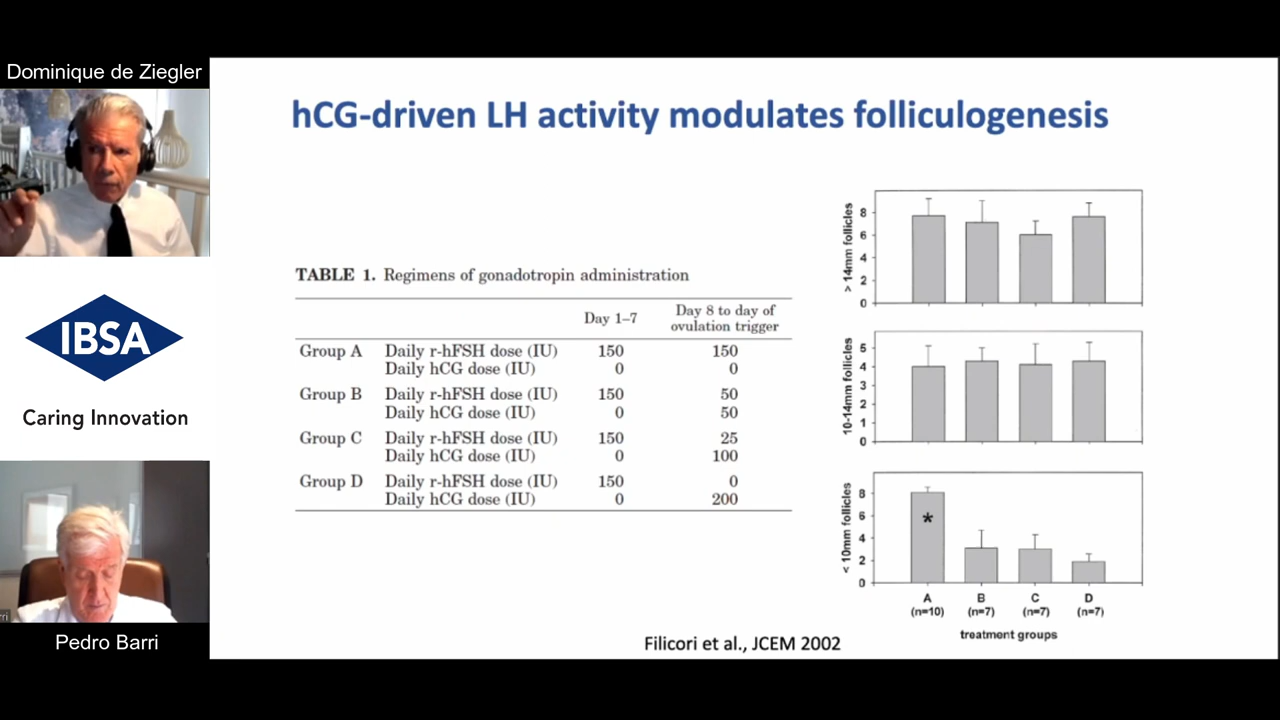 Dominique de Ziegler
IBSA
Caring Innovation
Pedro Barri
hCG-driven LH activity modulates folliculogenesis
TABLE 1. Regimens of gonadotropin administration
Day 1–7
Day 8 to day of
ovulation trigger
Group A Daily r-hFSH dose (IU) 150 150
Daily hCG dose (IU) 0 0
Group B Daily r-hFSH dose (IU) 150 50
Daily hCG dose (IU) 0 50
Group C Daily r-hFSH dose (IU) 150 25
Daily hCG dose (IU) 0 100
Group D Daily r-hFSH dose (IU) 150 0
Daily hCG dose (IU) 0 200
> 14mm follicles
8
6
4
2
0
10-14mm follicles
5
4
3
2
1
0
< 10mm follicles
8
6
4
2
0
*
A B C D
(n=10) (n=7) (n=7) (n=7)
treatment groups
Filicori et al., JCEM 2002